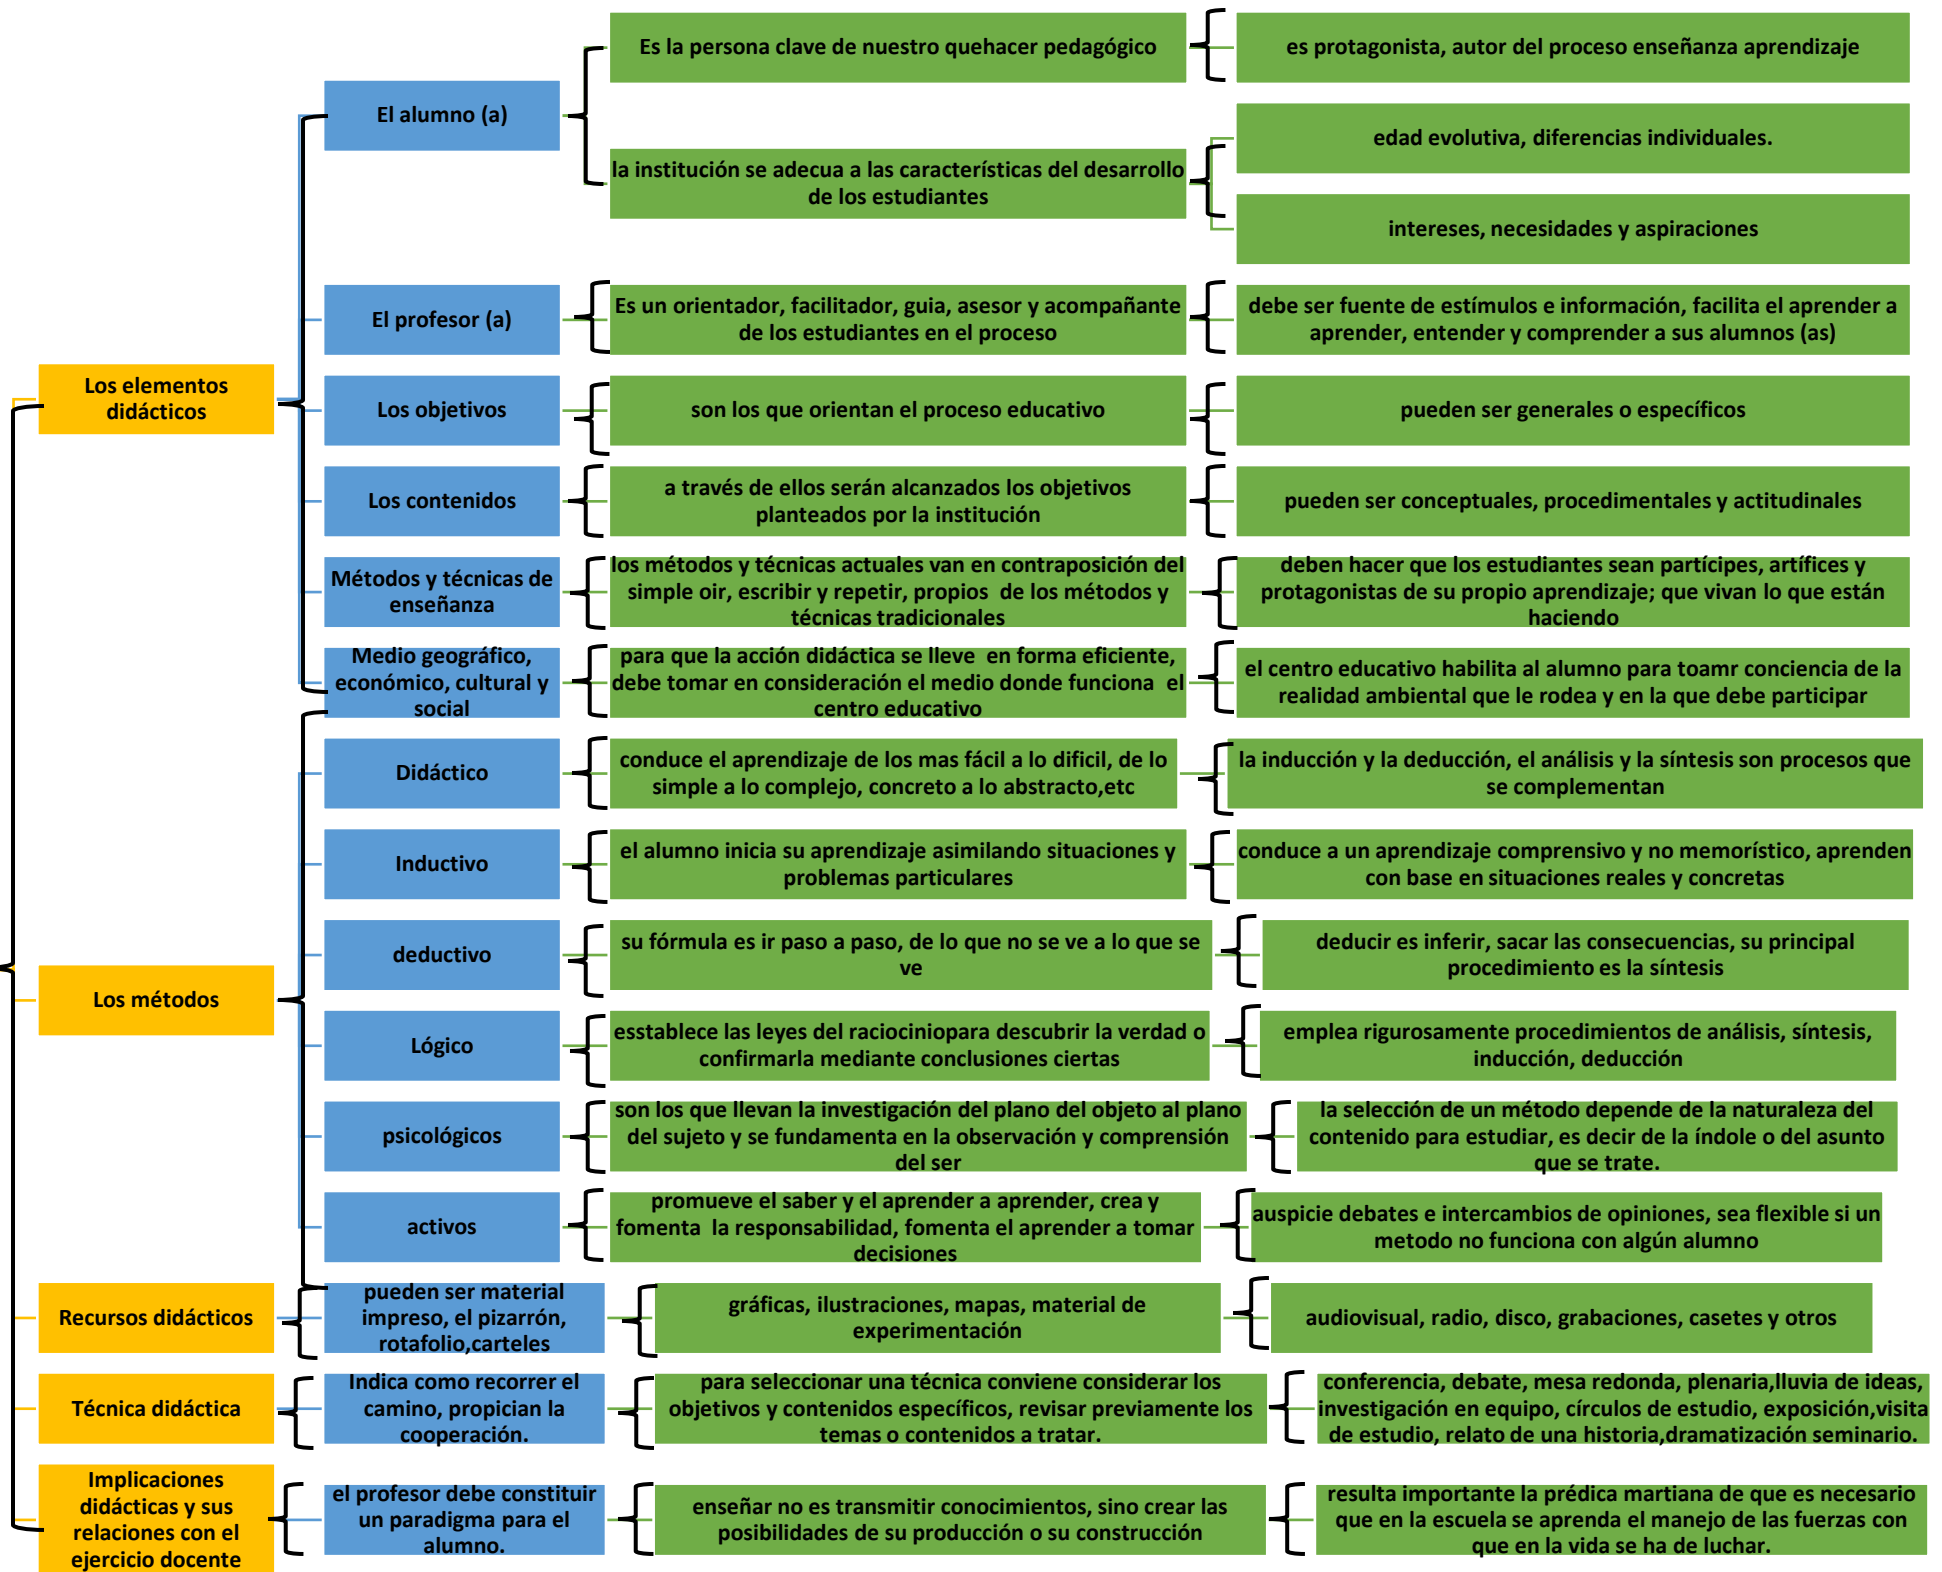 Los elementos
didácticos
El alumno (a)
Es la persona clave de nuestro quehacer pedagógico
es protagonista, autor del proceso enseñanza aprendizaje
la institución se adecua a las características del desarrollo
de los estudiantes
edad evolutiva, diferencias individuales.
intereses, necesidades y aspiraciones
El profesor (a)
Es un orientador, facilitador, guia, asesor y acompañante
de los estudiantes en el proceso
debe ser fuente de estímulos e información, facilita el aprender a
aprender, entender y comprender a sus alumnos (as)
Los objetivos
son los que orientan el proceso educativo
pueden ser generales o específicos
Los contenidos
a través de ellos serán alcanzados los objetivos
planteados por la institución
pueden ser conceptuales, procedimentales y actitudinales
Métodos y técnicas de
enseñanza
los métodos y técnicas actuales van en contraposición del
simple oir, escribir y repetir, propios de los métodos y
técnicas tradicionales
deben hacer que los estudiantes sean partícipes, artífices y
protagonistas de su propio aprendizaje; que vivan lo que están
haciendo
Medio geográfico,
económico, cultural y
social
para que la acción didáctica se lleve en forma eficiente,
debe tomar en consideración el medio donde funciona el
centro educativo
el centro educativo habilita al alumno para toamr conciencia de la
realidad ambiental que le rodea y en la que debe participar
Los métodos
Didáctico
conduce el aprendizaje de los mas fácil a lo dificil, de lo
simple a lo complejo, concreto a lo abstracto,etc
la inducción y la deducción, el análisis y la síntesis son procesos que
se complementan
Inductivo
el alumno inicia su aprendizaje asimilando situaciones y
problemas particulares
conduce a un aprendizaje comprensivo y no memorístico, aprenden
con base en situaciones reales y concretas
deductivo
su fórmula es ir paso a paso, de lo que no se ve a lo que se
ve
deducir es inferir, sacar las consecuencias, su principal
procedimiento es la síntesis
Lógico
esstablece las leyes del raciociniopara descubrir la verdad o
confirmarla mediante conclusiones ciertas
emplea rigurosamente procedimientos de análisis, síntesis,
inducción, deducción
psicológicos
son los que llevan la investigación del plano del objeto al plano
del sujeto y se fundamenta en la observación y comprensión
del ser
la selección de un método depende de la naturaleza del
contenido para estudiar, es decir de la índole o del asunto
que se trate.
activos
promueve el saber y el aprender a aprender, crea y
fomenta la responsabilidad, fomenta el aprender a tomar
decisiones
auspicie debates e intercambios de opiniones, sea flexible si un
metodo no funciona con algún alumno
Recursos didácticos
pueden ser material
impreso, el pizarrón,
rotafolio,carteles
gráficas, ilustraciones, mapas, material de
experimentación
audiovisual, radio, disco, grabaciones, casetes y otros
Técnica didáctica
Indica como recorrer el
camino, propician la
cooperación.
para seleccionar una técnica conviene considerar los
objetivos y contenidos específicos, revisar previamente los
temas o contenidos a tratar.
conferencia, debate, mesa redonda, plenaria,lluvia de ideas,
investigación en equipo, círculos de estudio, exposición,visita
de estudio, relato de una historia,dramatización seminario.
Implicaciones
didácticas y sus
relaciones con el
ejercicio docente
el profesor debe constituir
un paradigma para el
alumno.
enseñar no es transmitir conocimientos, sino crear las
posibilidades de su producción o su construcción
resulta importante la prédica martiana de que es necesario
que en la escuela se aprenda el manejo de las fuerzas con
que en la vida se ha de luchar.